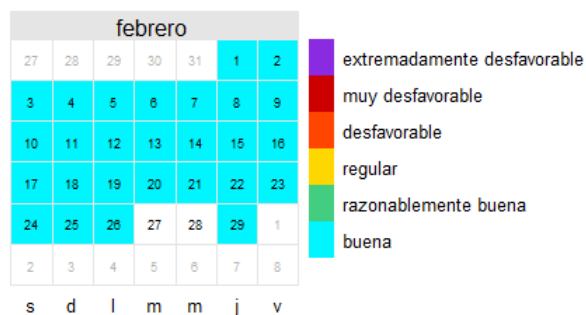 febrero
27 28 29 30 31 1 2
3 4 5 6 7 8 9
10 11 12 13 14 15 16
17 18 19 20 21 22 23
24 25 26 27 28 29 1
2 3 4 5 6 7 8
s d l m m j v
extremadamente desfavorable
muy desfavorable
desfavorable
regular
razonablemente buena
buena